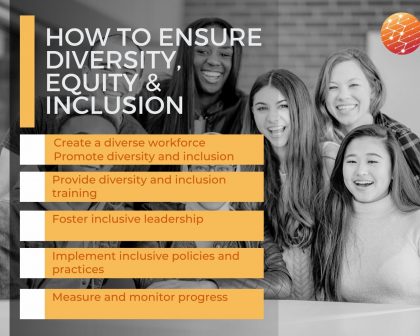 HOW TO ENSURE
DIVERSITY,
EQUITY &
INCLUSION
Create a diverse workforce
Promote diversity and inclusion
Provide diversity and inclusion
training
Foster inclusive leadership
Implement inclusive policies and
practices
Measure and monitor progress